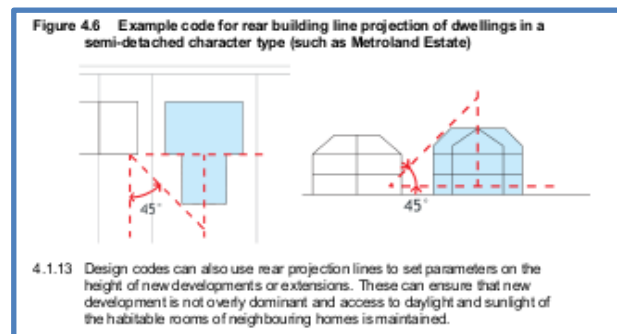 Figure 4.6 Example code for rear building line projection of dwellings in a
semi-detached character type (such as Metroland Estate)
45°
45°
4.1.13 Design codes can also use rear projection lines to set parameters on the
height of new developments or extensions. These can ensure that new
development is not overly dominant and access to daylight and sunlight of
the habitable rooms of neighbouring homes is maintained.